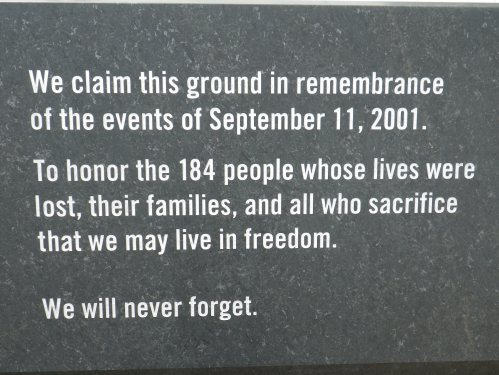 We claim this ground in remembrance
of the events of September 11, 2001.
To honor the 184 people whose lives were
lost, their families, and all who sacrifice
that we may live in freedom.
We will never forget.